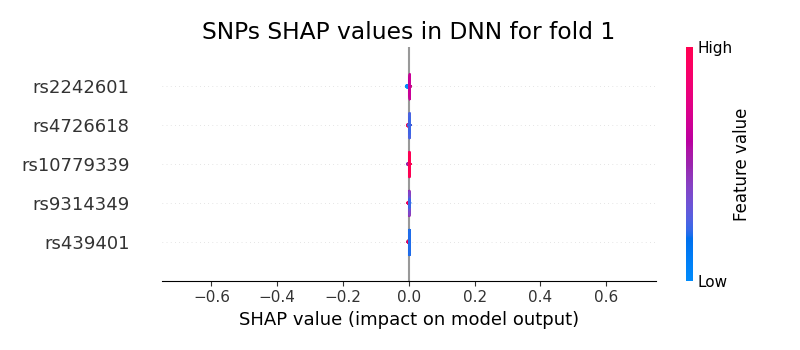 SNPs SHAP values in DNN for fold 1
High
rs2242601
rs4726618
rs10779339
rs9314349
rs439401
Feature value
Low
−0.6 −0.4 −0.2 0.0 0.2 0.4 0.6
SHAP value (impact on model output)